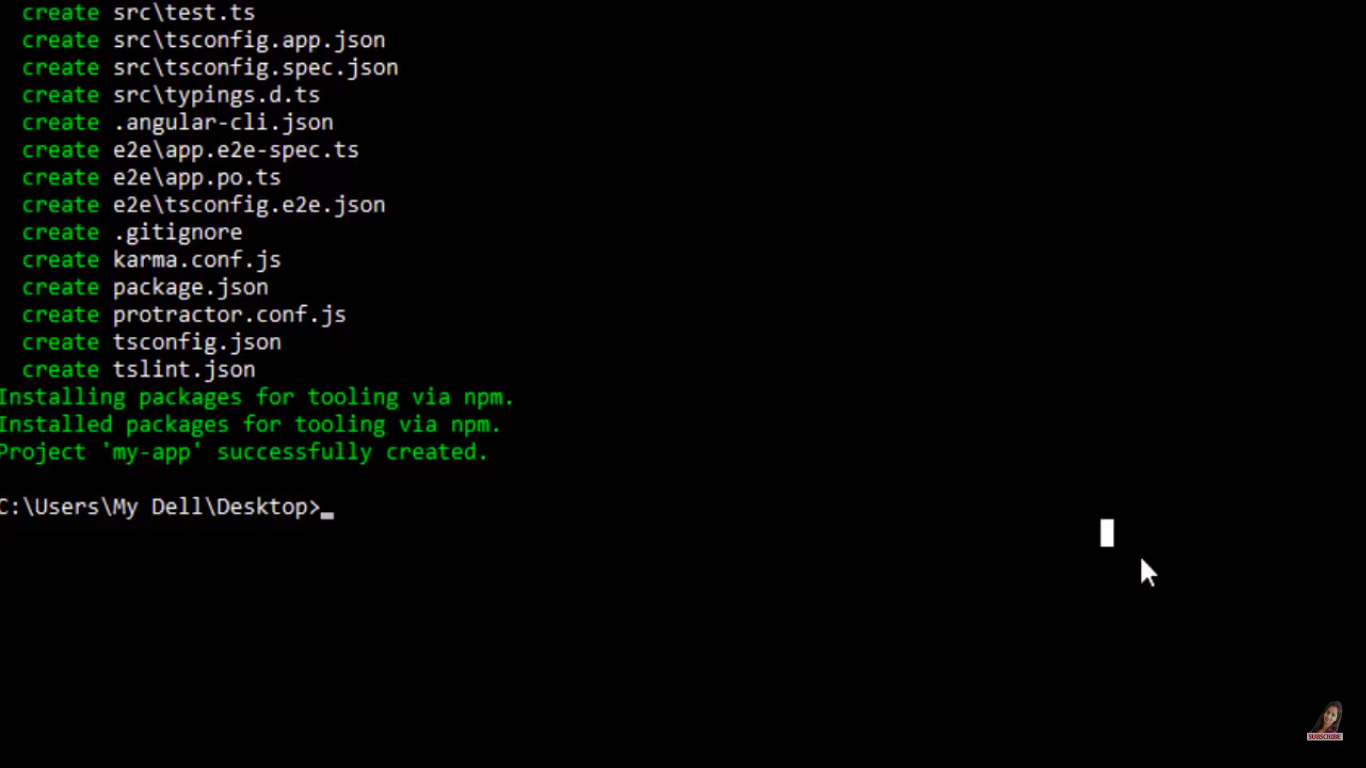 create src\test.ts
create src\tsconfig.app.json
create src\tsconfig.spec.json
create src\typings.d.ts
create .angular-cli.json
create e2e\app.e2e-spec.ts
create e2e\app.po.ts
create e2e\tsconfig.e2e.json
create .gitignore
create karma.conf.js
create package.json
create protractor.conf.js
create tsconfig.json
create tslint.json
Installing packages for tooling via npm.
Installed packages for tooling via npm.
Project 'my-app' successfully created.
C:\Users\My Dell\Desktop>_
SUBSCRIBE